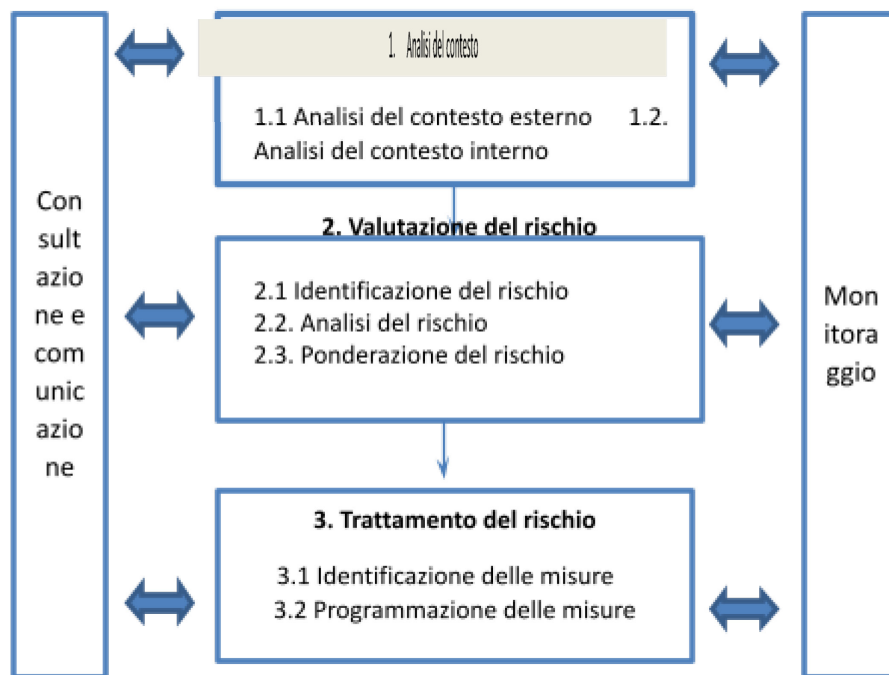 1. Analisi del contesto
1.1 Analisi del contesto esterno 1.2.
Analisi del contesto interno
Con
sult
azio
ne e
com
unic
azio
ne
2. Valutazione del rischio
2.1 Identificazione del rischio
2.2. Analisi del rischio
2.3. Ponderazione del rischio
Mon
itora
ggio
3. Trattamento del rischio
3.1 Identificazione delle misure
3.2 Programmazione delle misure